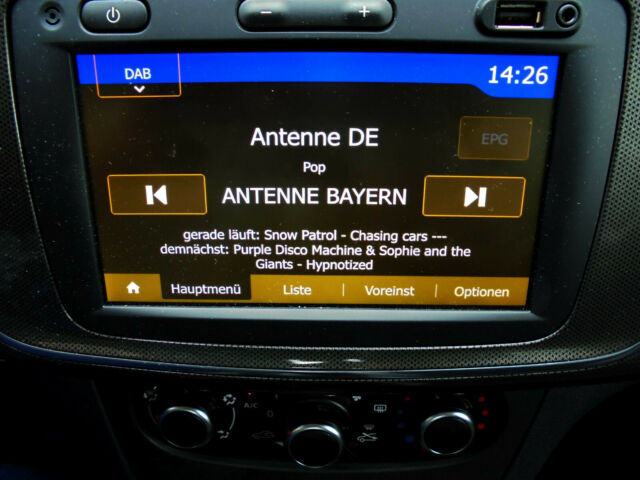 DAB
14:26
Antenne DE
EPG
Pop
ANTENNE BAYERN
gerade läuft: Snow Patrol - Chasing cars ---
demnächst: Purple Disco Machine & Sophie and the
Giants - Hypnotized
Hauptmenü
Liste
Voreinst
Optionen
A/C